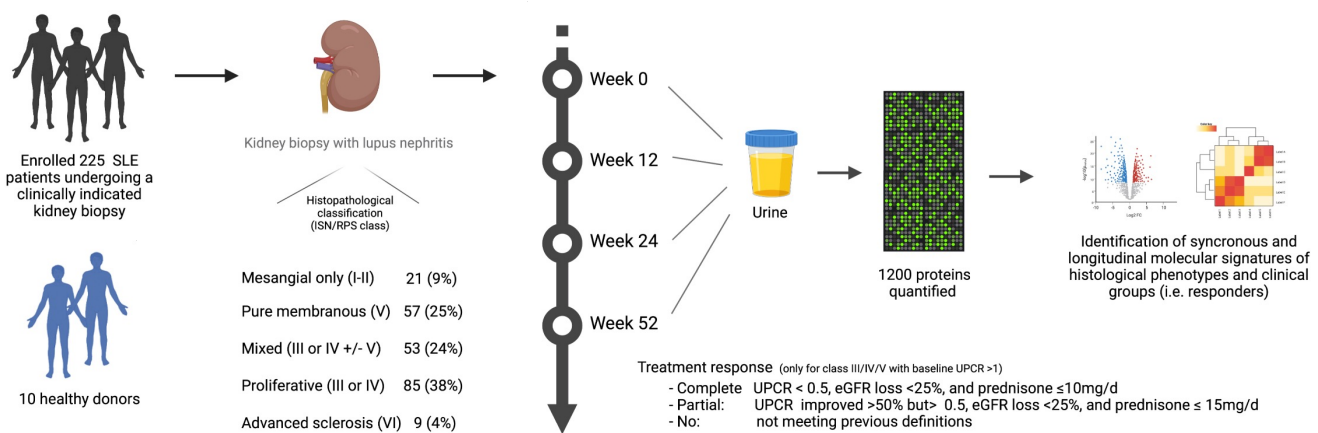 Enrolled 225 SLE
patients undergoing a
clinically indicated
kidney biopsy
10 healthy donors
Kidney biopsy with lupus nephritis
Histopathological
classification
(ISN/RPS class)
Mesangial only (I-II) 21 (9%)
Pure membranous (V) 57 (25%)
Mixed (III or IV +/- V) 53 (24%)
Proliferative (III or IV) 85 (38%)
Advanced sclerosis (VI) 9 (4%)
Week 0
Week 12
Week 24
Week 52
Urine
1200 proteins
quantified
Log2 FC
Identification of syncronous and
longitudinal molecular signatures of
histological phenotypes and clinical
groups (i.e. responders)
Treatment response (only for class III/IV/V with baseline UPCR >1)
- Complete UPCR < 0.5, eGFR loss <25%, and prednisone ≤10mg/d
- Partial: UPCR improved >50% but> 0.5, eGFR loss <25%, and prednisone ≤ 15mg/d
- No: not meeting previous definitions